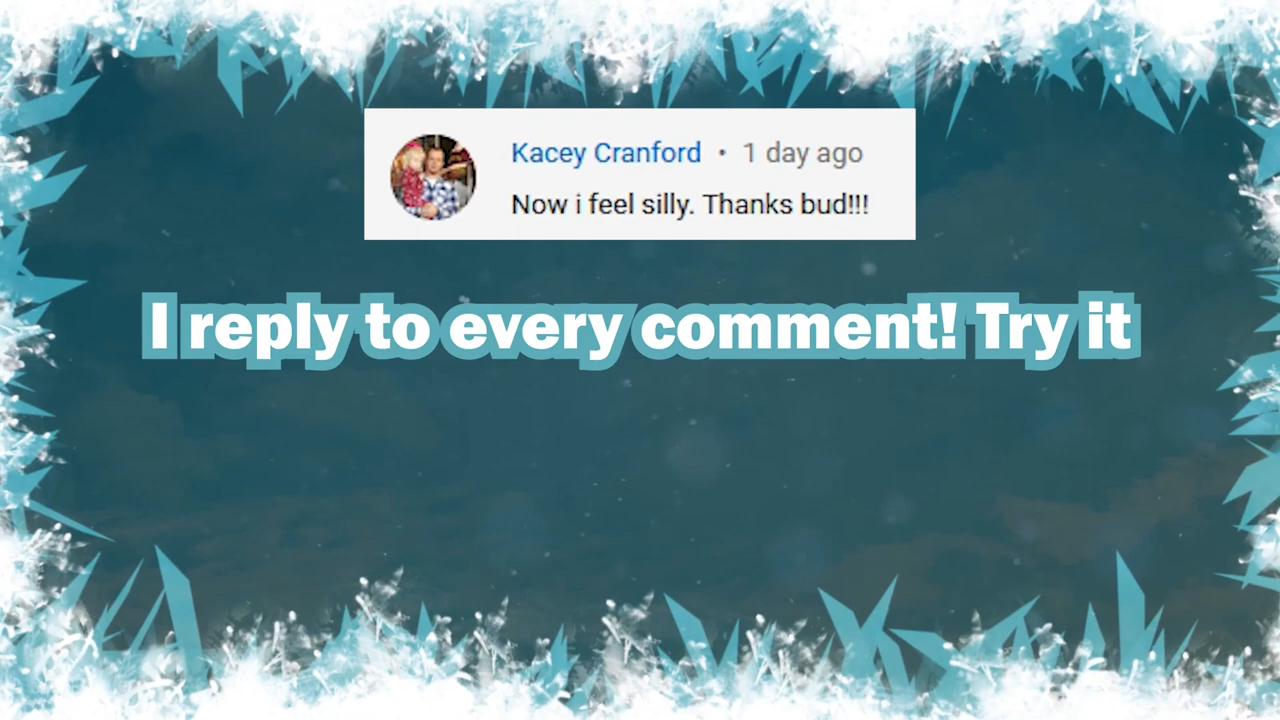 Kacey Cranford • 1 day ago
Now i feel silly. Thanks bud!!!
I reply to every comment! Try it